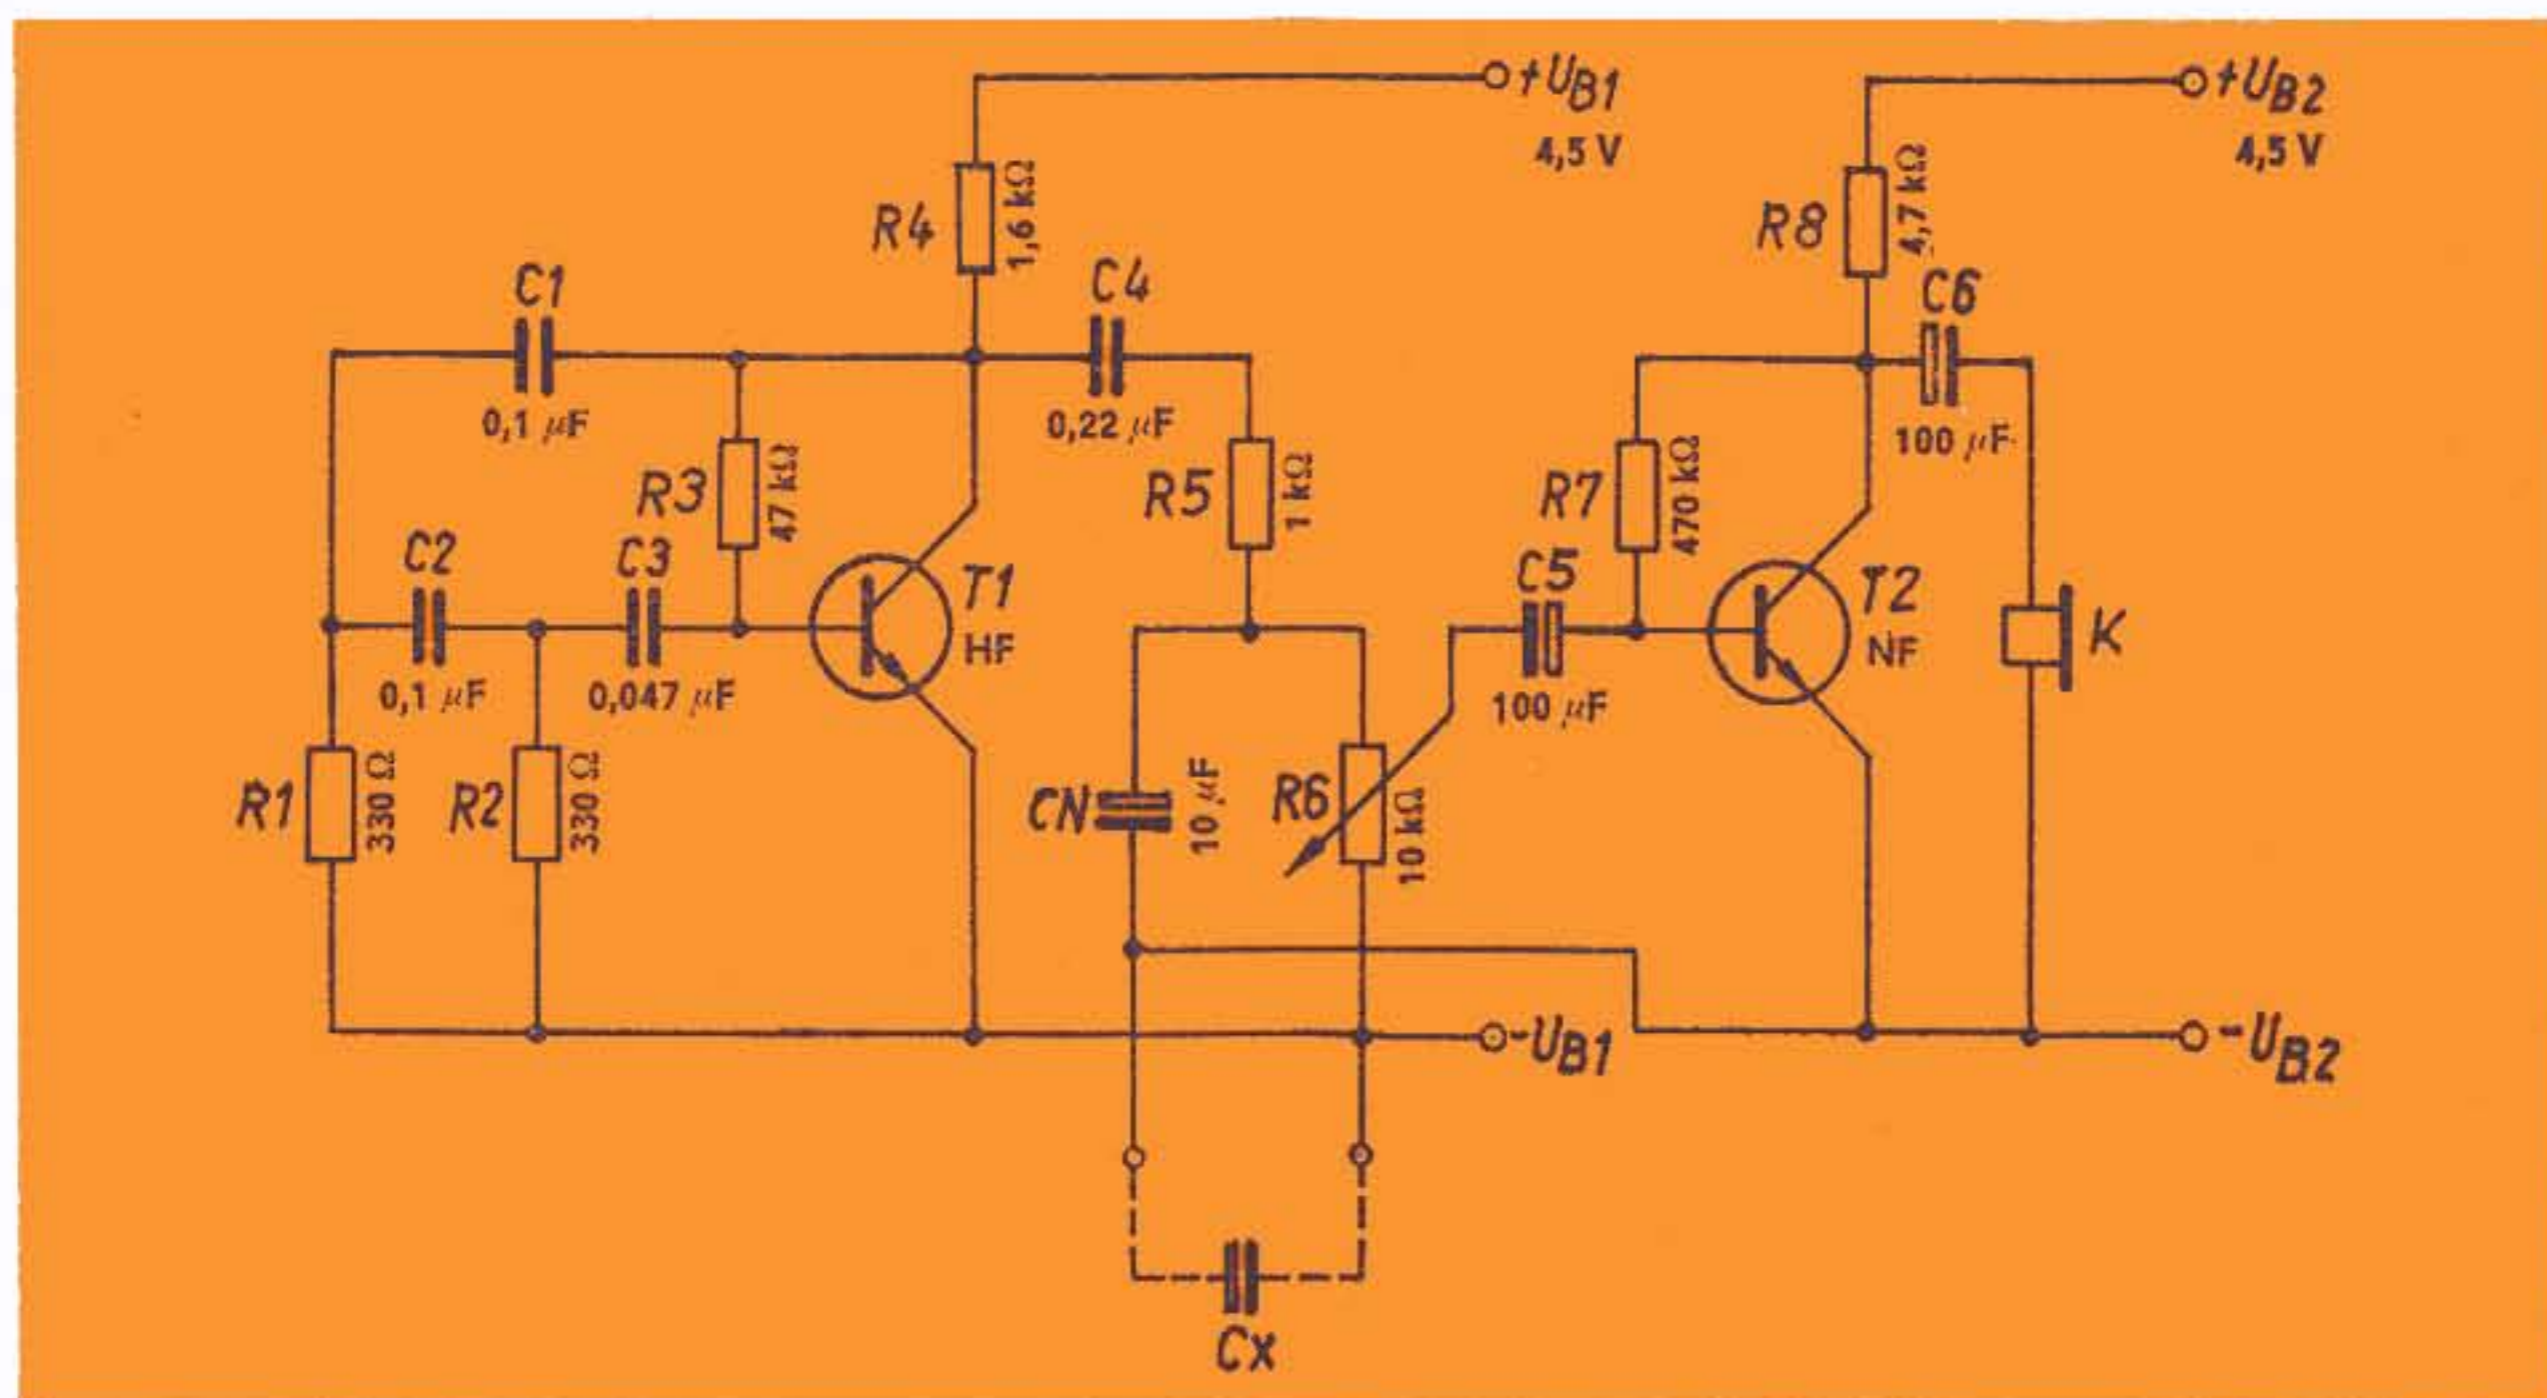 +UB1
4,5 V
+UB2
4,5 V
R4
1,6 kΩ
R8
4,7 kΩ
C1
0,1 µF
C4
0,22 µF
C6
100 µF
R3
47 kΩ
R5
1 kΩ
R7
470 kΩ
C2
0,1 µF
C3
0,047 µF
T1
HF
C5
100 µF
T2
NF
K
R1
330 Ω
R2
330 Ω
CN
10 µF
R6
10 kΩ
-UB1
-UB2
Cx